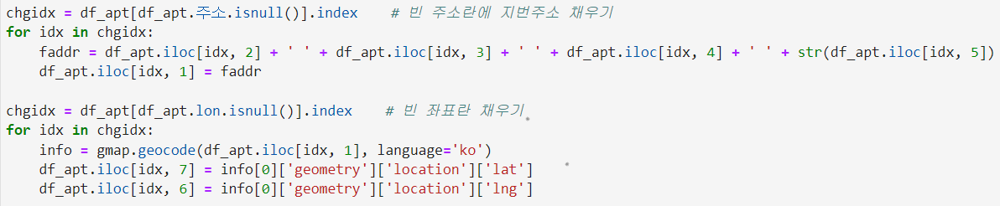 chgidx = df_apt[df_apt.주소.isnull()].index    # 빈 주소란에 지번주소 채우기
for idx in chgidx:
    faddr = df_apt.iloc[idx, 2] + ' ' + df_apt.iloc[idx, 3] + ' ' + df_apt.iloc[idx, 4] + ' ' + str(df_apt.iloc[idx, 5])
    df_apt.iloc[idx, 1] = faddr
chgidx = df_apt[df_apt.lon.isnull()].index    # 빈 좌표란 채우기
for idx in chgidx:
    info = gmap.geocode(df_apt.iloc[idx, 1], language='ko')
    df_apt.iloc[idx, 7] = info[0]['geometry']['location']['lat']
    df_apt.iloc[idx, 6] = info[0]['geometry']['location']['lng']